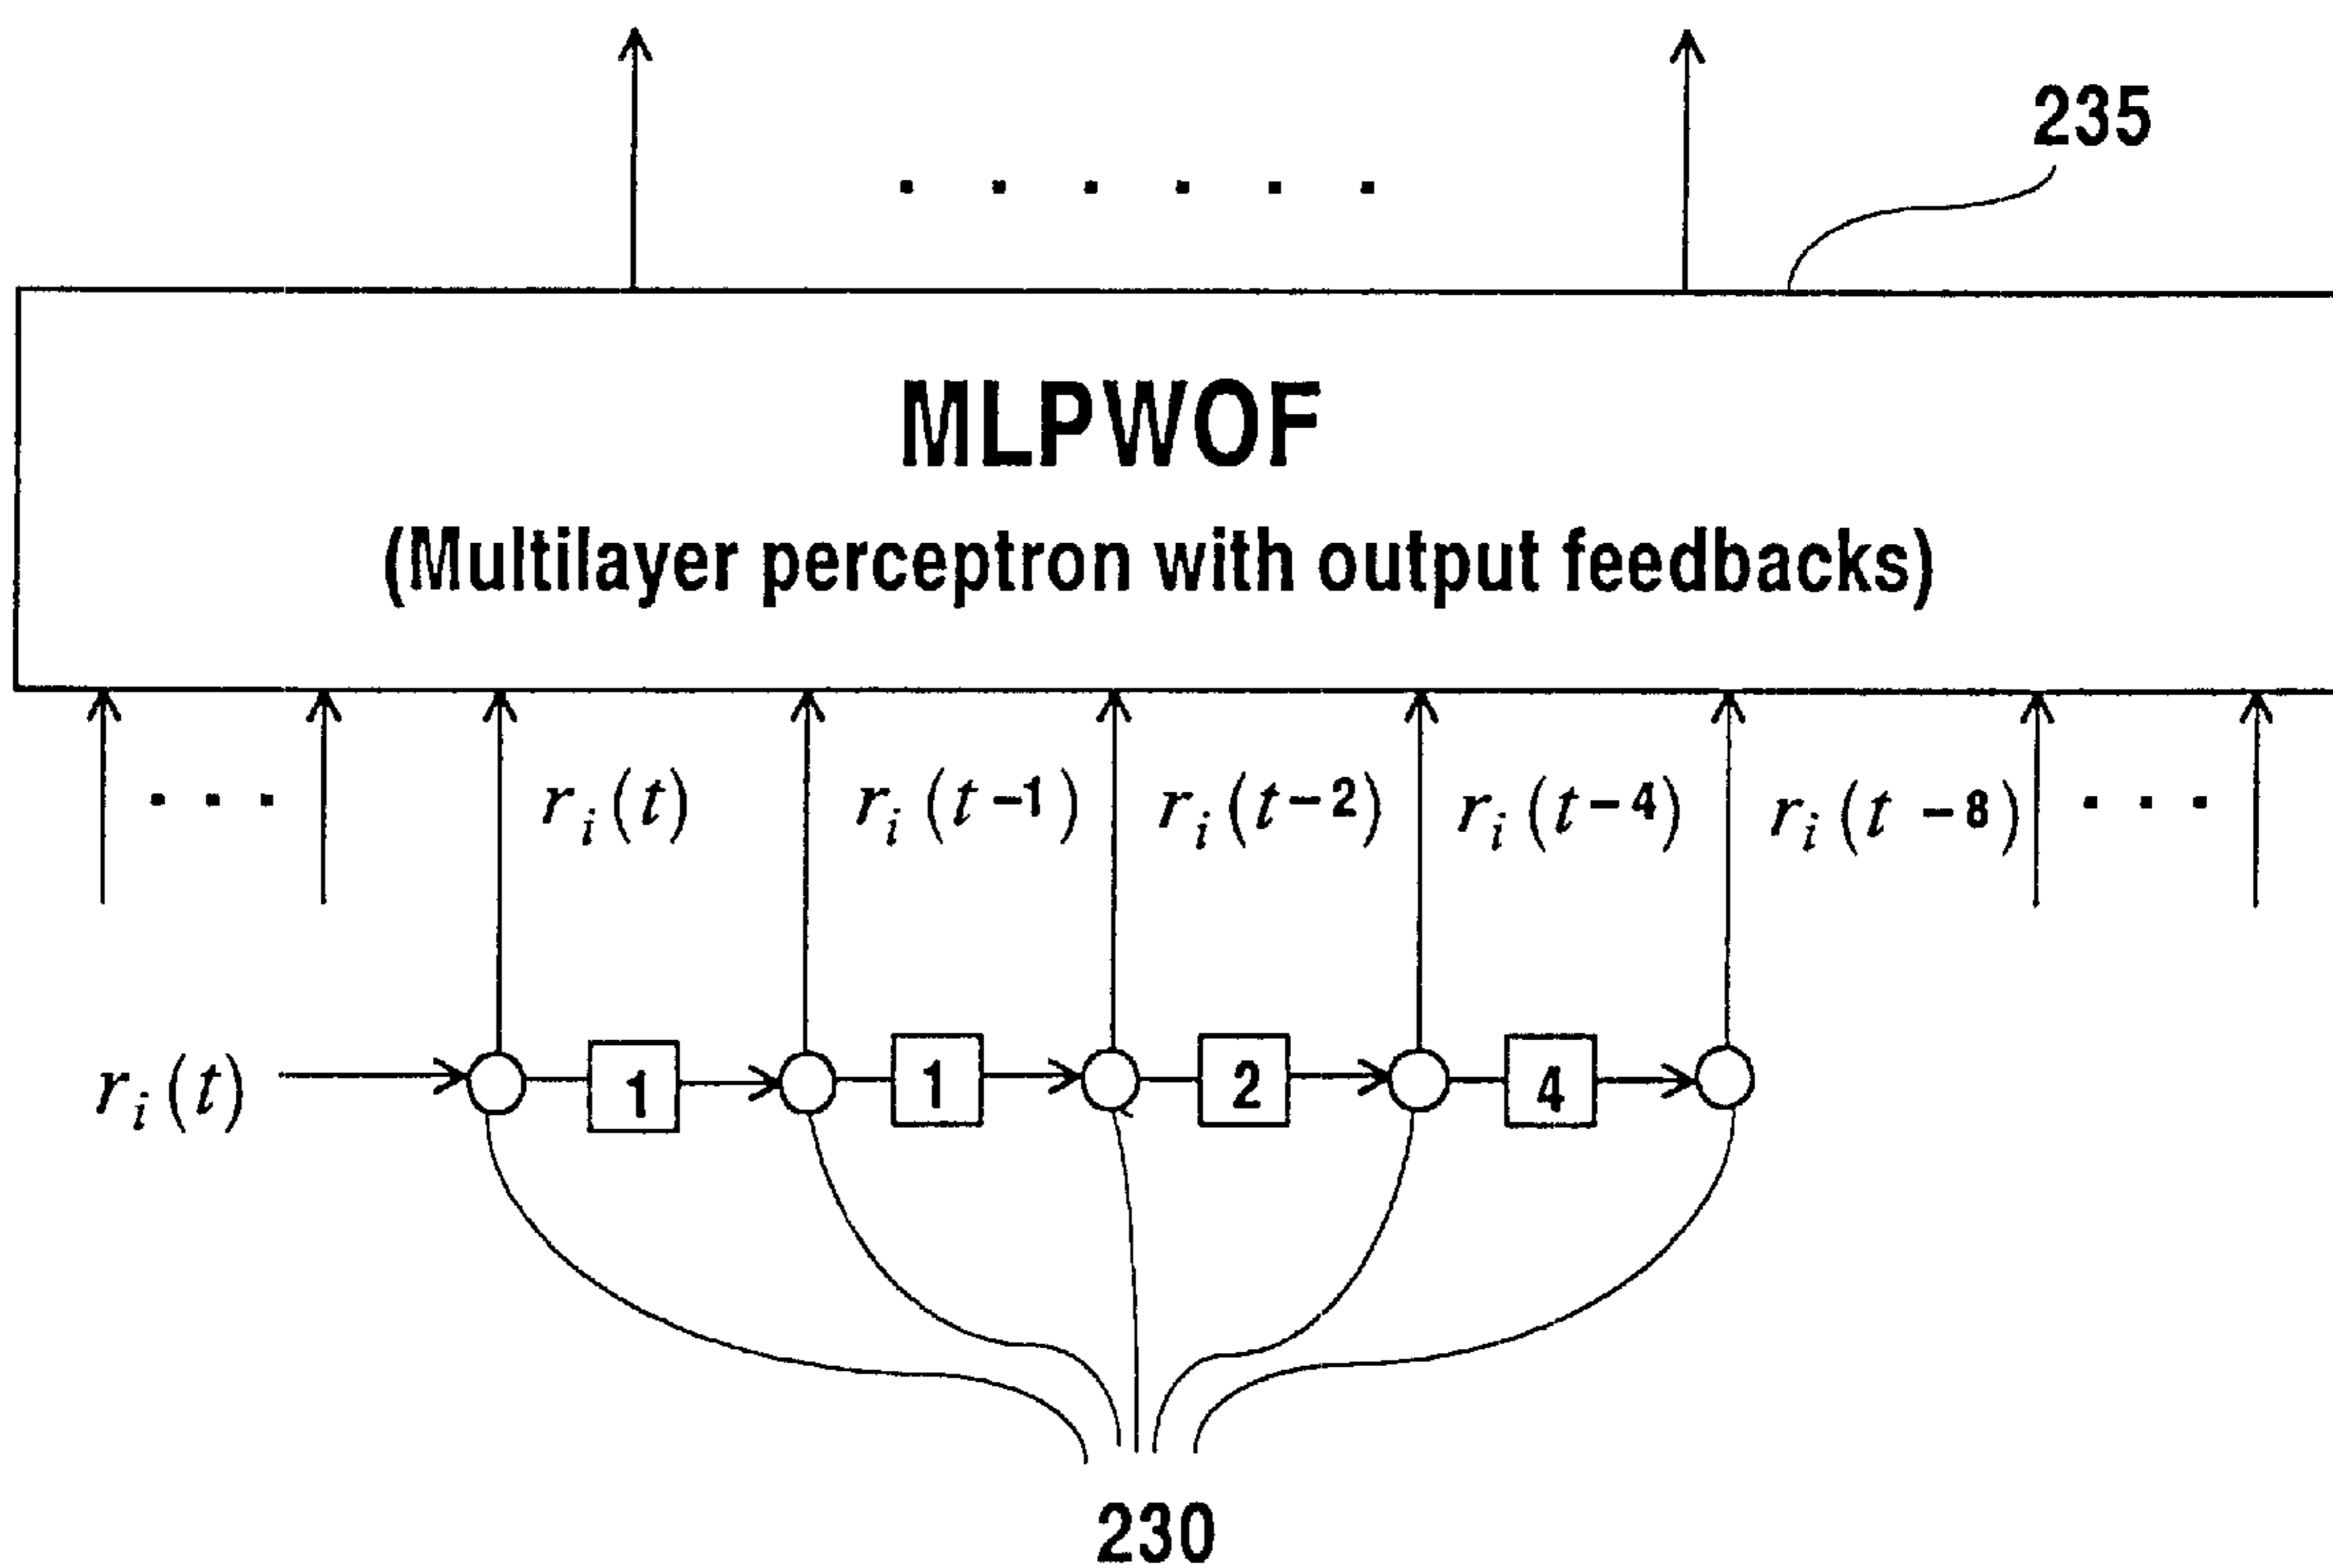 235
MLPWOF
(Multilayer perceptron with output feedbacks)
. . . r_i(t) r_i(t-1) r_i(t-2) r_i(t-4) r_i(t-8) . . .
r_i(t) 1 1 2 4
230